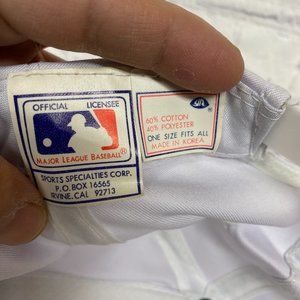 OFFICIAL LICENSEE
MAJOR LEAGUE BASEBALL®
SPORTS SPECIALTIES CORP.
P.O. BOX 16565
IRVINE, CAL 92713
60% COTTON
40% POLYESTER
ONE SIZE FITS ALL
MADE IN KOREA